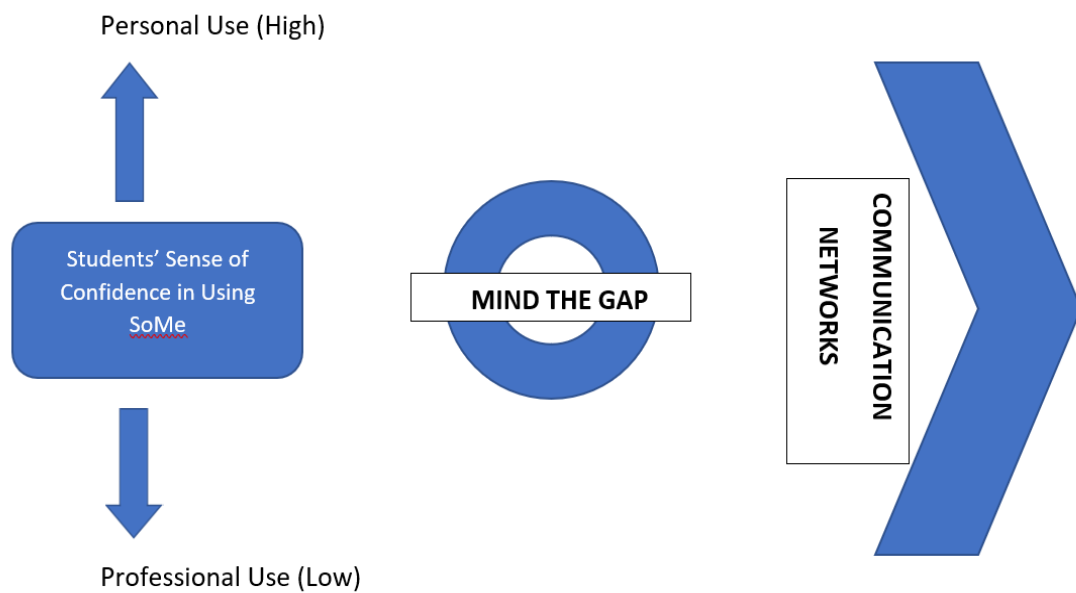 Personal Use (High)
Students’ Sense of
Confidence in Using
SoMe
Professional Use (Low)
MIND THE GAP
COMMUNICATION
NETWORKS